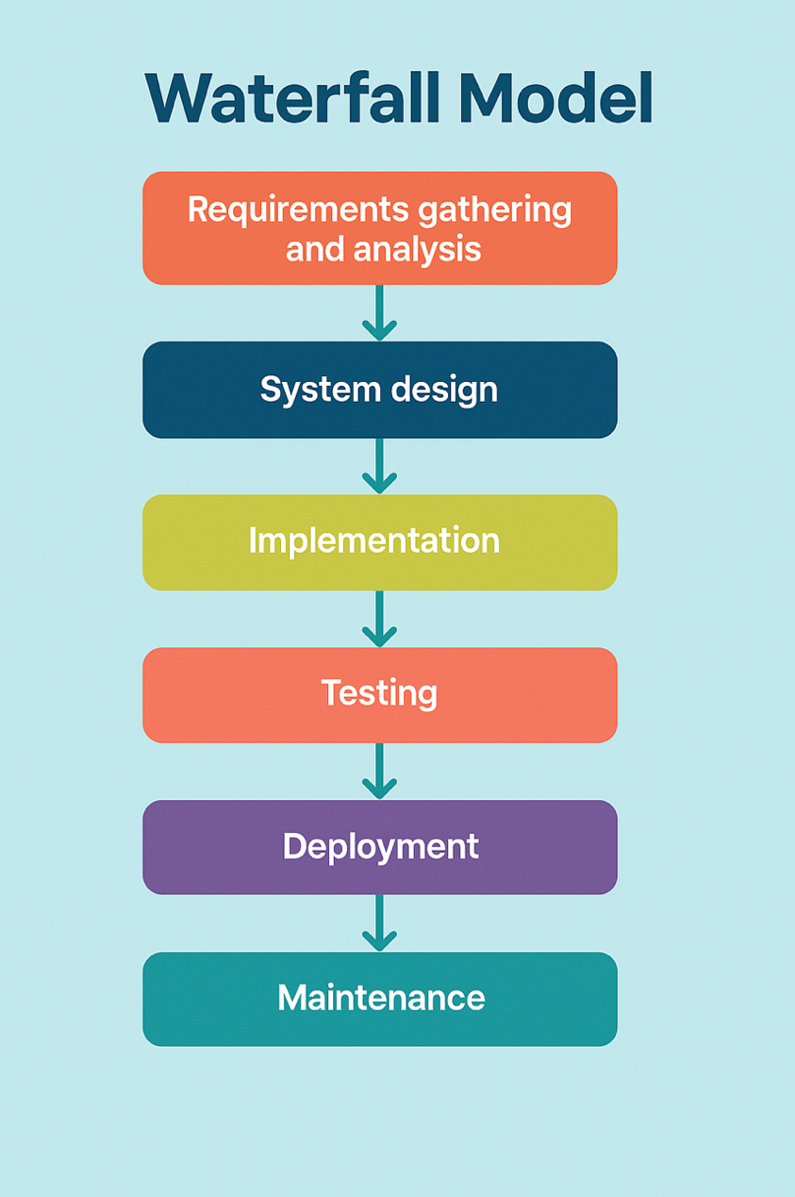 Waterfall Model
Requirements gathering
and analysis
System design
Implementation
Testing
Deployment
Maintenance